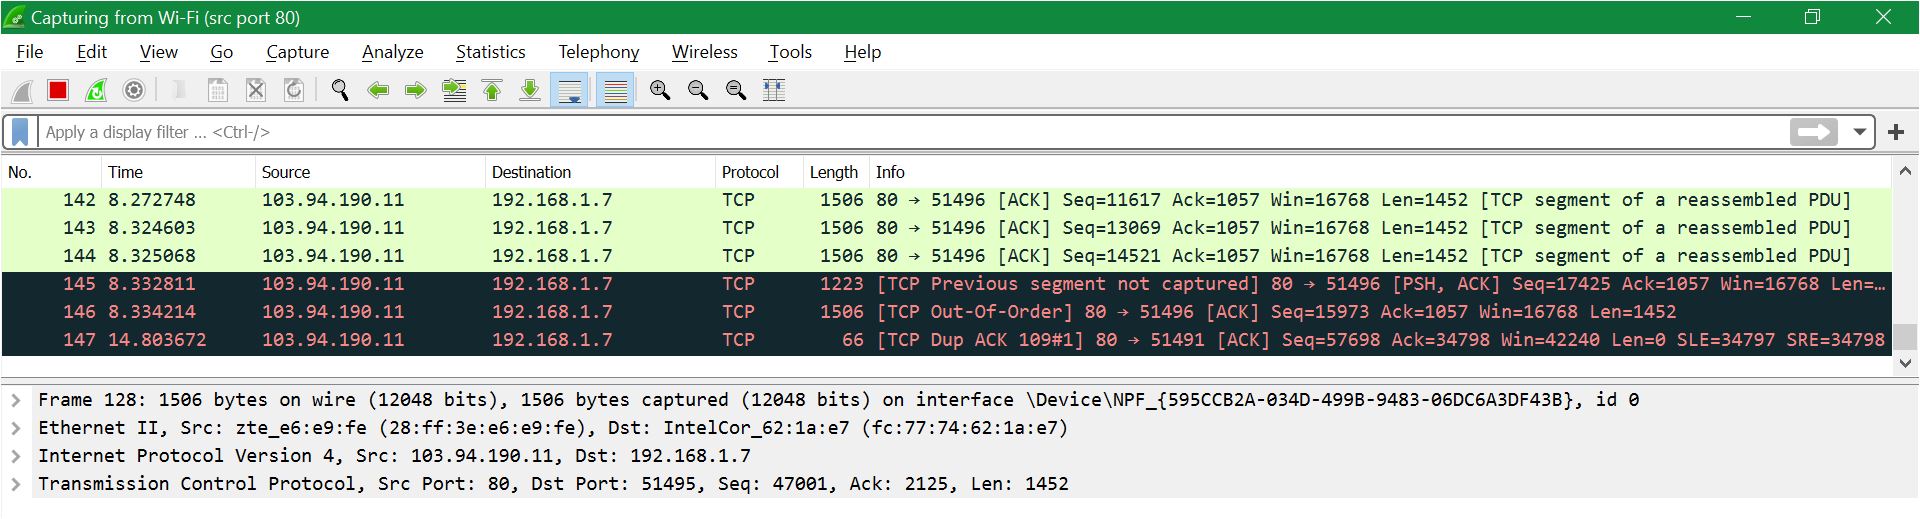 Capturing from Wi-Fi (src port 80)
File Edit View Go Capture Analyze Statistics Telephony Wireless Tools Help
Apply a display filter ... <Ctrl-/>
No. Time Source Destination Protocol Length Info
142 8.272748 103.94.190.11 192.168.1.7 TCP 1506 80 → 51496 [ACK] Seq=11617 Ack=1057 Win=16768 Len=1452 [TCP segment of a reassembled PDU]
143 8.324603 103.94.190.11 192.168.1.7 TCP 1506 80 → 51496 [ACK] Seq=13069 Ack=1057 Win=16768 Len=1452 [TCP segment of a reassembled PDU]
144 8.325068 103.94.190.11 192.168.1.7 TCP 1506 80 → 51496 [ACK] Seq=14521 Ack=1057 Win=16768 Len=1452 [TCP segment of a reassembled PDU]
145 8.332811 103.94.190.11 192.168.1.7 TCP 1223 [TCP Previous segment not captured] 80 → 51496 [PSH, ACK] Seq=17425 Ack=1057 Win=16768 Len=…
146 8.334214 103.94.190.11 192.168.1.7 TCP 1506 [TCP Out-Of-Order] 80 → 51496 [ACK] Seq=15973 Ack=1057 Win=16768 Len=1452
147 14.803672 103.94.190.11 192.168.1.7 TCP 66 [TCP Dup ACK 109#1] 80 → 51491 [ACK] Seq=57698 Ack=34798 Win=42240 Len=0 SLE=34797 SRE=34798
Frame 128: 1506 bytes on wire (12048 bits), 1506 bytes captured (12048 bits) on interface \Device\NPF_{595CCB2A-034D-499B-9483-06DC6A3DF43B}, id 0
Ethernet II, Src: zte_e6:e9:fe (28:ff:3e:e6:e9:fe), Dst: IntelCor_62:1a:e7 (fc:77:74:62:1a:e7)
Internet Protocol Version 4, Src: 103.94.190.11, Dst: 192.168.1.7
Transmission Control Protocol, Src Port: 80, Dst Port: 51495, Seq: 47001, Ack: 2125, Len: 1452